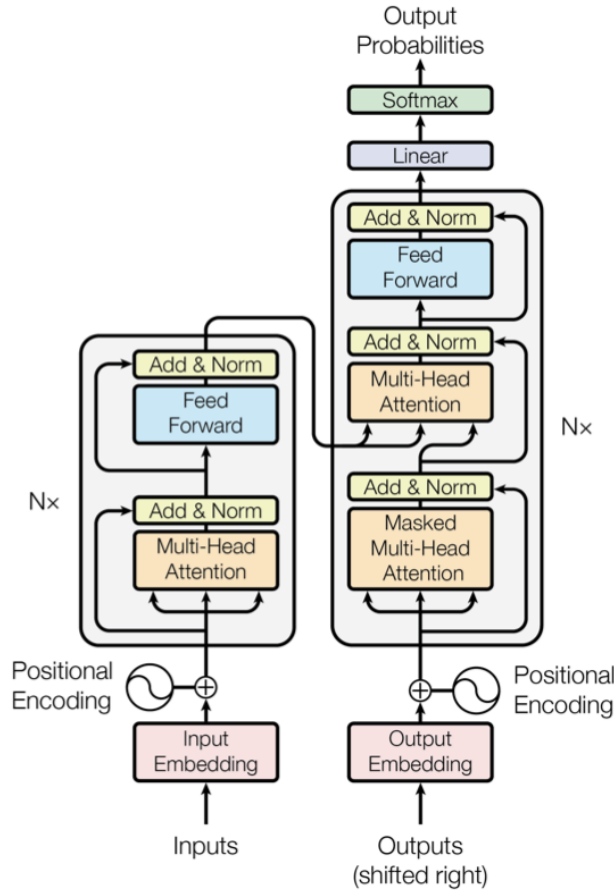 Output
Probabilities
Softmax
Linear
Add & Norm
Feed
Forward
Add & Norm
Multi-Head
Attention
Add & Norm
Masked
Multi-Head
Attention
N×
Add & Norm
Feed
Forward
N×
Add & Norm
Multi-Head
Attention
Positional
Encoding
Positional
Encoding
Input
Embedding
Output
Embedding
Inputs
Outputs
(shifted right)